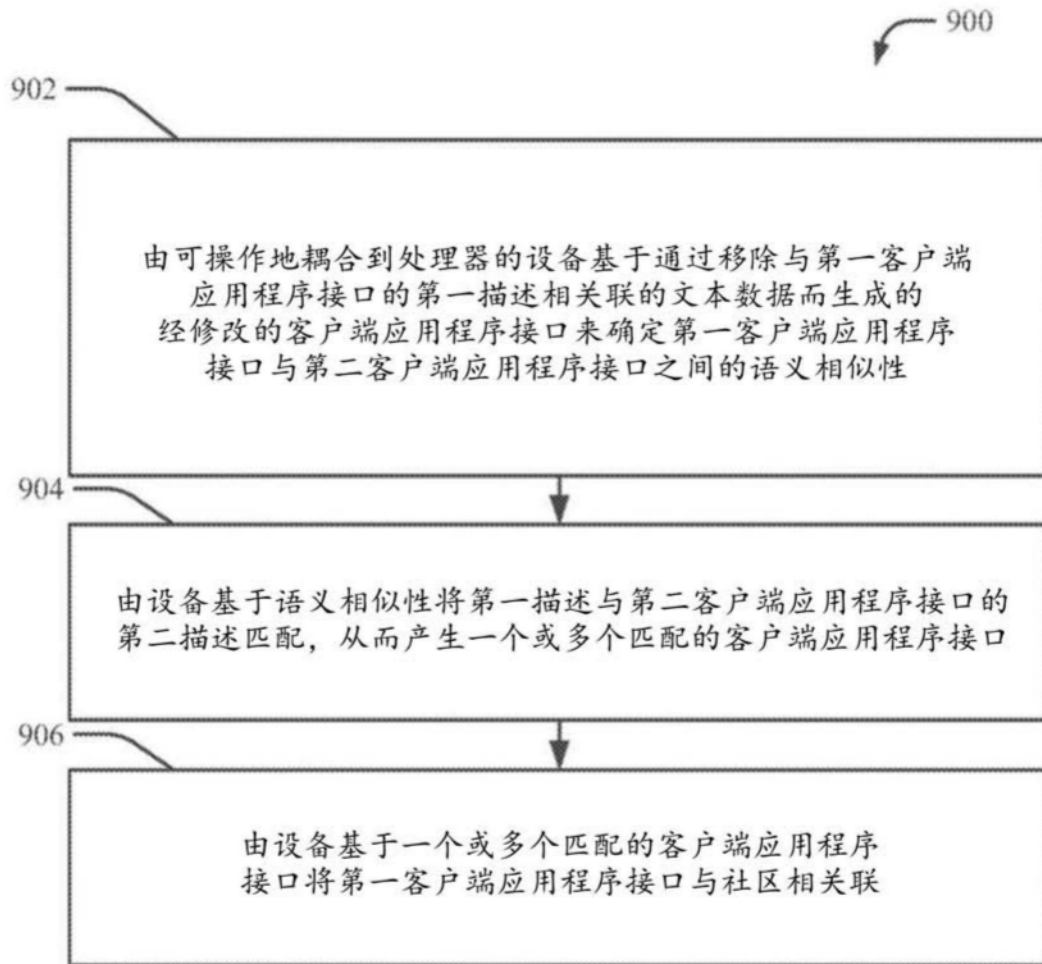 900
902
由可操作地耦合到处理器的设备基于通过移除与第一客户端
应用程序接口的第一描述相关联的文本数据而生成的
经修改的客户端应用程序接口来确定第一客户端应用程序
接口与第二客户端应用程序接口之间的语义相似性
904
由设备基于语义相似性将第一描述与第二客户端应用程序接口的
第二描述匹配，从而产生一个或多个匹配的客户端应用程序接口
906
由设备基于一个或多个匹配的客户端应用程序
接口将第一客户端应用程序接口与社区相关联